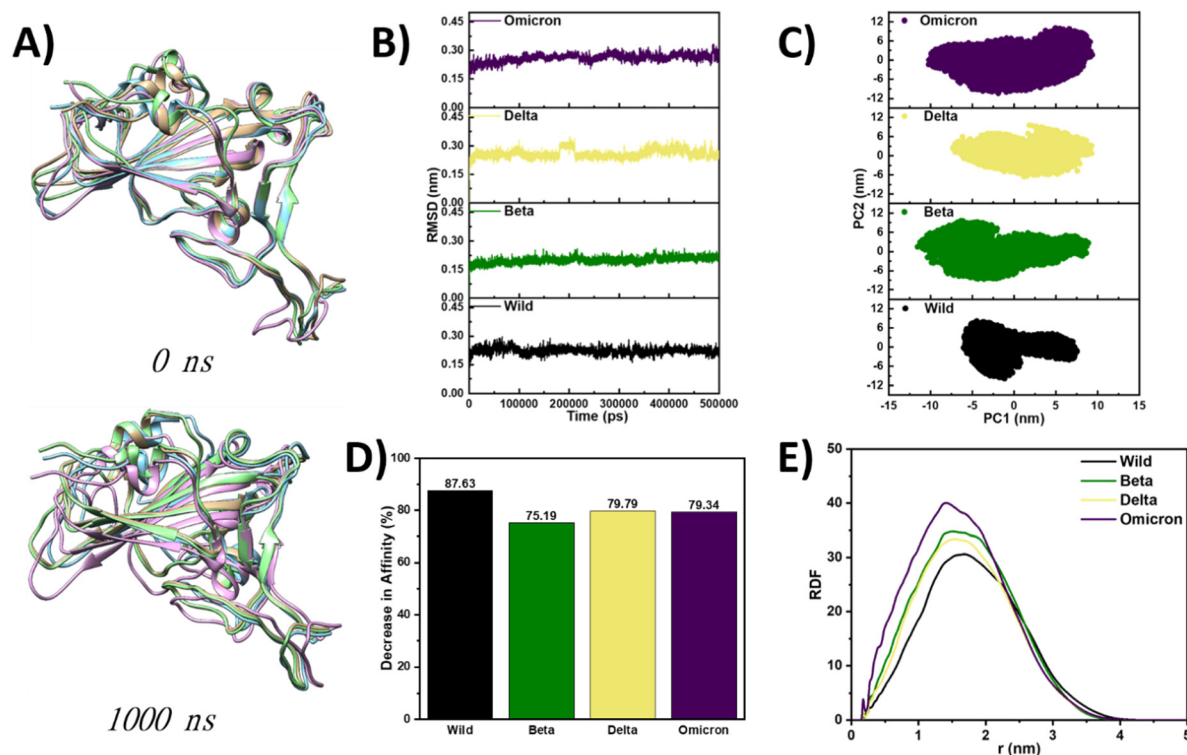 A)
0 ns
1000 ns
B)
RMSD (nm)
0.45
0.30
0.15
0.00
Omicron
0.45
0.30
0.15
0.00
Delta
0.45
0.30
0.15
0.00
Beta
0.45
0.30
0.15
0.00
Wild
0 100000 200000 300000 400000 500000
Time (ps)
C)
PC2 (nm)
12
6
0
-6
-12
Omicron
12
6
0
-6
-12
Delta
12
6
0
-6
-12
Beta
12
6
0
-6
-12
Wild
-15 -10 -5 0 5 10 15
PC1 (nm)
D)
Decrease in Affinity (%)
100
80
60
40
20
0
87.63
75.19
79.79
79.34
Wild Beta Delta Omicron
E)
RDF
50
40
30
20
10
0
Wild
Beta
Delta
Omicron
0 1 2 3 4 5
r (nm)